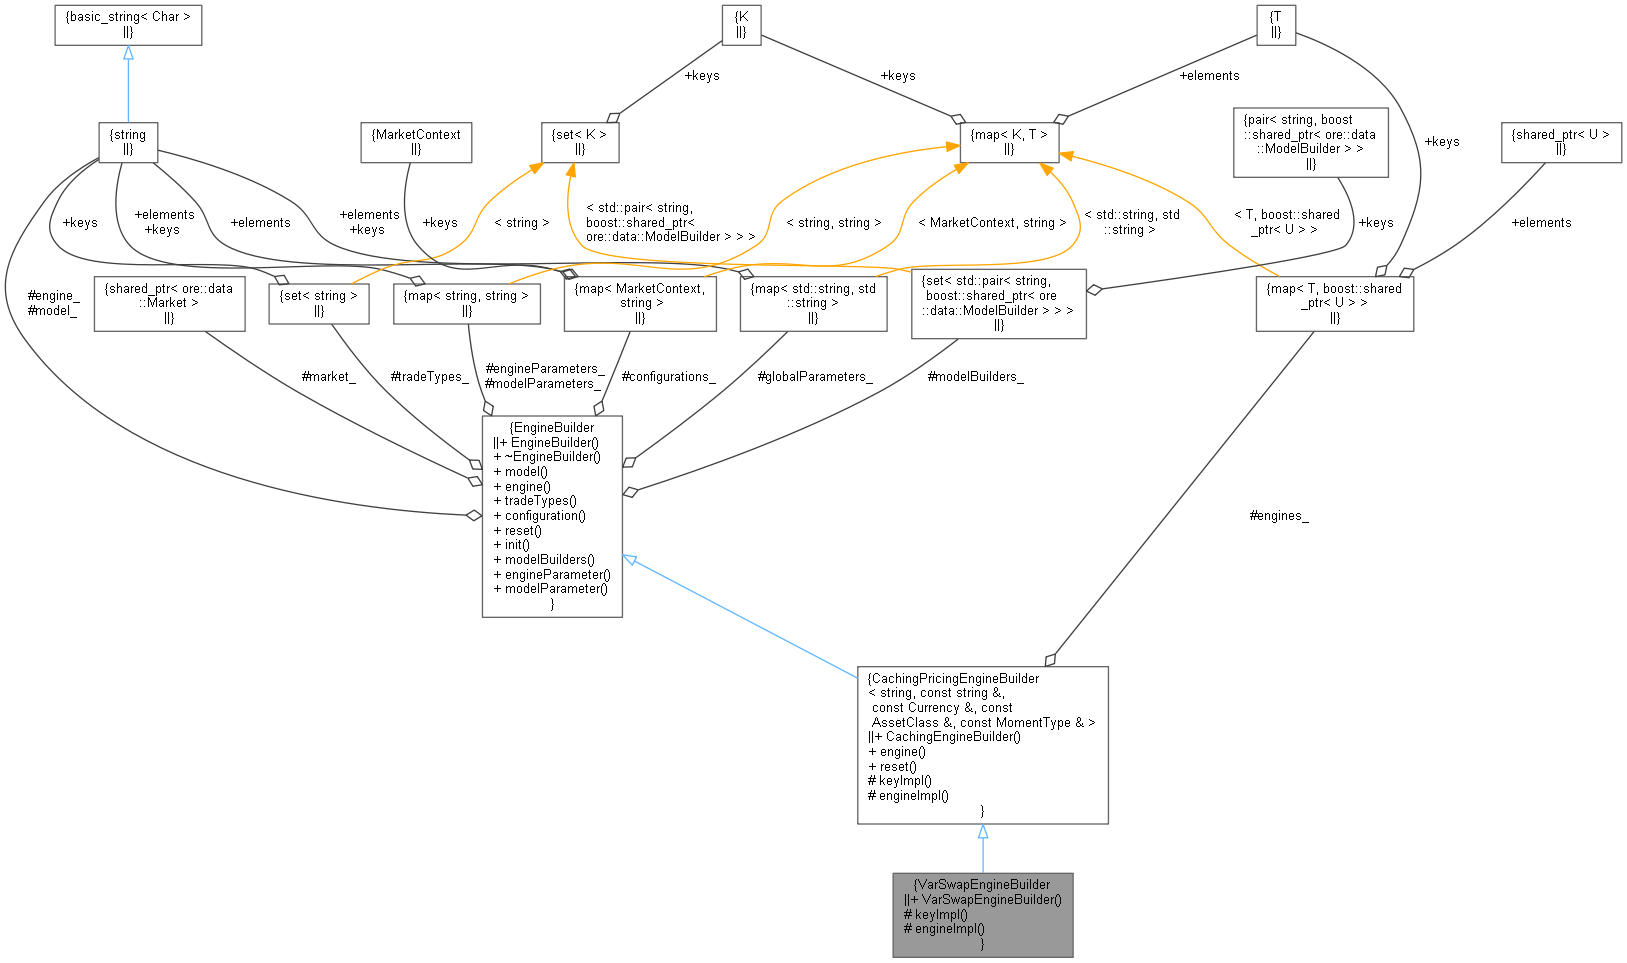 {basic_string< Char >
||}
{K
||}
{T
||}
+keys
+keys
+elements
{string
||}
{MarketContext
||}
{set< K >
||}
{map< K, T >
||}
{pair< string, boost
::shared_ptr< ore::data
::ModelBuilder > >
||}
+keys
{shared_ptr< U >
||}
+keys
+elements
+keys
+elements
+elements
+keys
+keys
< string >
< std::pair< string,
boost::shared_ptr<
ore::data::ModelBuilder > > >
< string, string >
< MarketContext, string >
< std::string, std
::string >
< T, boost::shared
_ptr< U > >
+keys
+elements
#engine_
#model_
{shared_ptr< ore::data
::Market >
||}
{set< string >
||}
{map< string, string >
||}
{map< MarketContext,
string >
||}
{map< std::string, std
::string >
||}
{set< std::pair< string,
boost::shared_ptr< ore
::data::ModelBuilder > > >
||}
{map< T, boost::shared
_ptr< U > >
||}
#market_
#tradeTypes_
#engineParameters_
#modelParameters_
#configurations_
#globalParameters_
#modelBuilders_
{EngineBuilder
||+ EngineBuilder()
+ ~EngineBuilder()
+ model()
+ engine()
+ tradeTypes()
+ configuration()
+ reset()
+ init()
+ modelBuilders()
+ engineParameter()
+ modelParameter()
}
#engines_
{CachingPricingEngineBuilder
< string, const string &,
const Currency &, const
AssetClass &, const MomentType & >
||+ CachingEngineBuilder()
+ engine()
+ reset()
# keyImpl()
# engineImpl()
}
{VarSwapEngineBuilder
||+ VarSwapEngineBuilder()
# keyImpl()
# engineImpl()
}